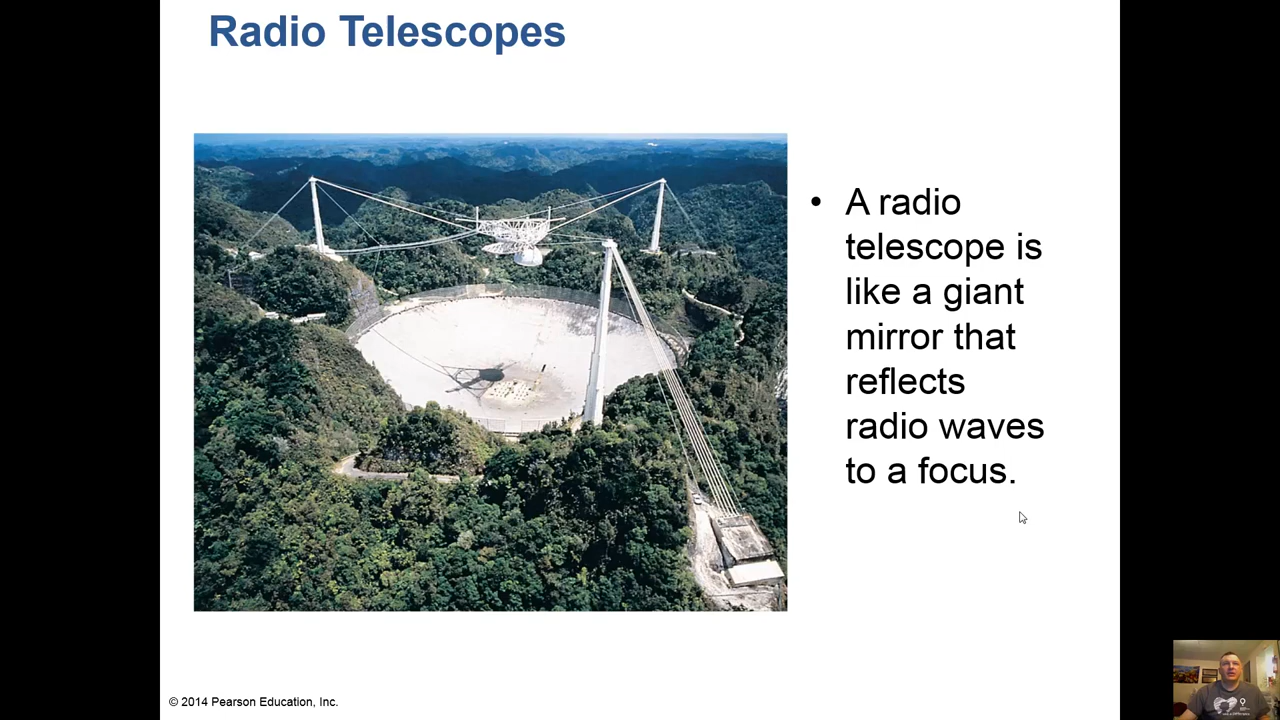 Radio Telescopes
• A radio
telescope is
like a giant
mirror that
reflects
radio waves
to a focus.
© 2014 Pearson Education, Inc.